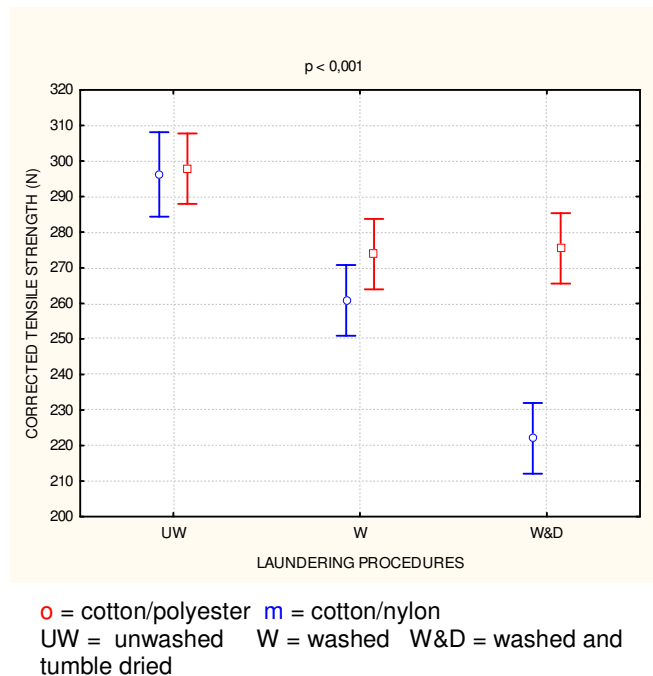 p < 0,001
320
310
300
290
280
270
260
250
240
230
220
210
200
CORRECTED TENSILE STRENGTH (N)
UW W W&D
LAUNDERING PROCEDURES
o = cotton/polyester m = cotton/nylon
UW = unwashed W = washed W&D = washed and
tumble dried